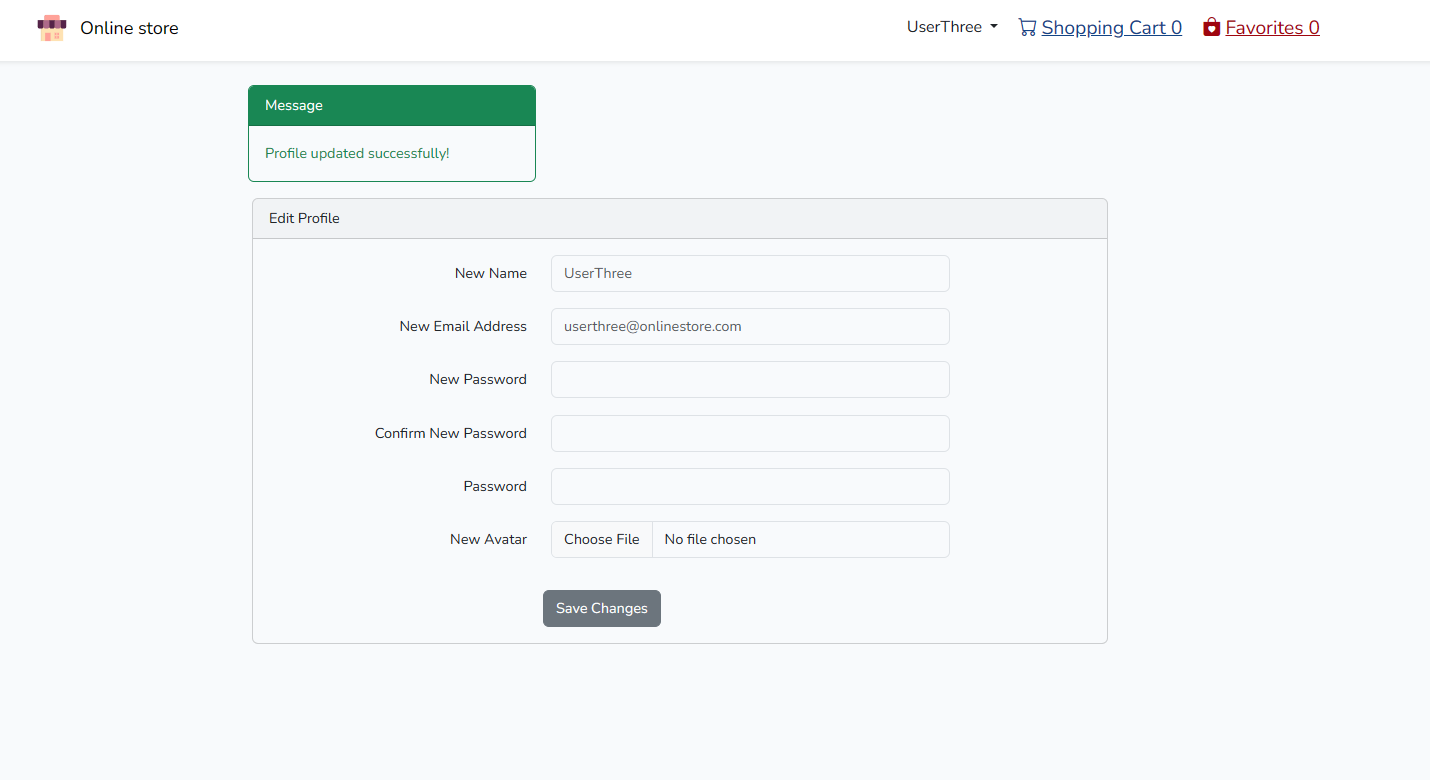 Online store
UserThree
Shopping Cart 0
Favorites 0
Message
Profile updated successfully!
Edit Profile
New Name
UserThree
New Email Address
userthree@onlinestore.com
New Password
Confirm New Password
Password
New Avatar
Choose File
No file chosen
Save Changes